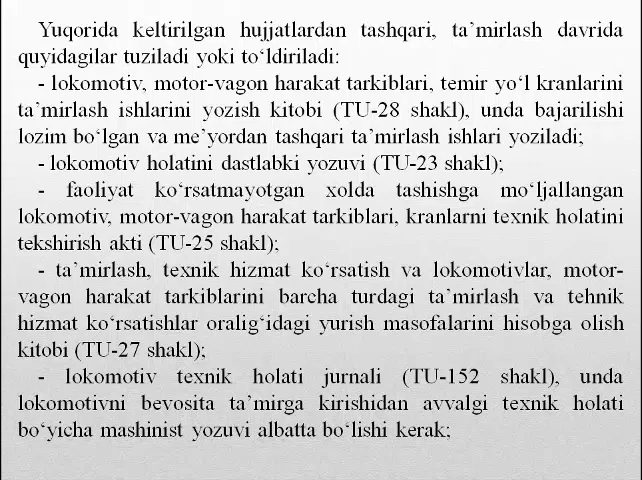 Yuqorida keltirilgan hujjatlardan tashqari, ta’mirlash davrida
quyidagilar tuziladi yoki to‘ldiriladi:
- lokomotiv, motor-vagon harakat tarkiblari, temir yo‘l kranlarini
ta’mirlash ishlarini yozish kitobi (TU-28 shakl), unda bajarilishi
lozim bo‘lgan va me’yordan tashqari ta’mirlash ishlari yoziladi;
- lokomotiv holatini dastlabki yozuvi (TU-23 shakl);
- faoliyat ko‘rsatmayotgan xolda tashishga mo‘ljallangan
lokomotiv, motor-vagon harakat tarkiblari, kranlarni texnik holatini
tekshirish akti (TU-25 shakl);
- ta’mirlash, texnik hizmat ko‘rsatish va lokomotivlar, motor-
vagon harakat tarkiblarini barcha turdagi ta’mirlash va tehnik
hizmat ko‘rsatishlar oralig‘idagi yurish masofalarini hisobga olish
kitobi (TU-27 shakl);
- lokomotiv texnik holati jurnali (TU-152 shakl), unda
lokomotivni bevosita ta’mirga kirishidan avvalgi texnik holati
bo‘yicha mashinist yozuvi albatta bo‘lishi kerak;